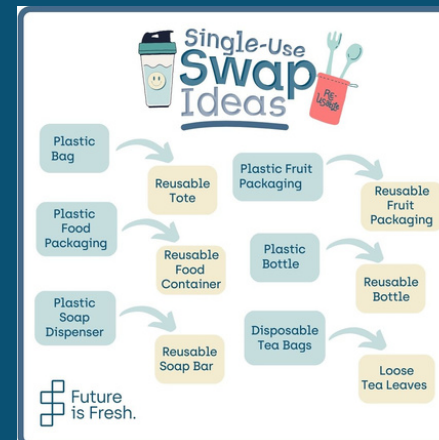 Single-Use
Swap
Ideas
Re-
usable
Plastic
Bag
Reusable
Tote
Plastic
Food
Packaging
Reusable
Food
Container
Plastic
Soap
Dispenser
Reusable
Soap Bar
Plastic Fruit
Packaging
Reusable
Fruit
Packaging
Plastic
Bottle
Reusable
Bottle
Disposable
Tea Bags
Loose
Tea Leaves
Future
is Fresh.